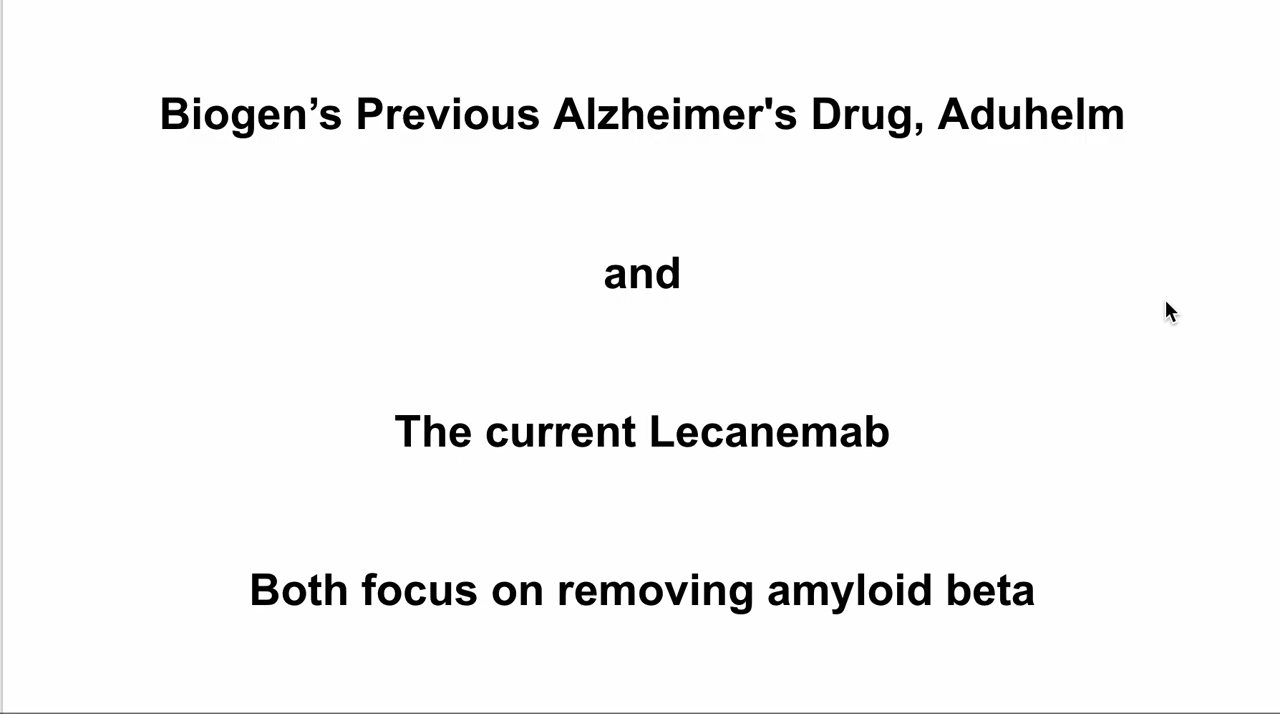 Biogen’s Previous Alzheimer's Drug, Aduhelm
and
The current Lecanemab
Both focus on removing amyloid beta